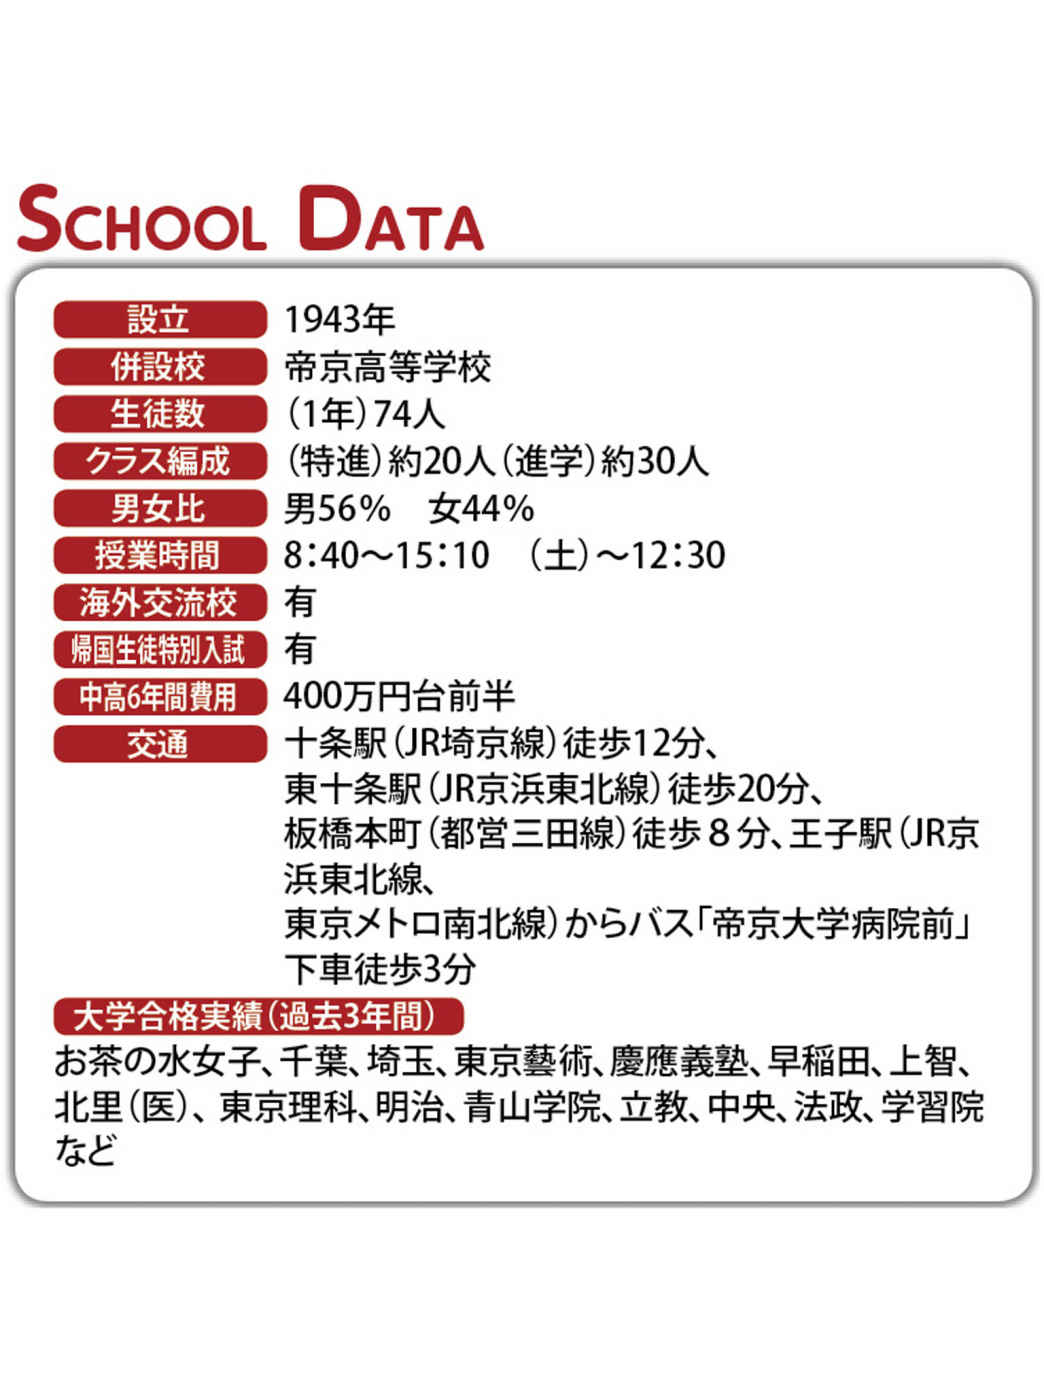 SCHOOL DATA
設立 1943年
併設校 帝京高等学校
生徒数 （1年）74人
クラス編成 （特進）約20人（進学）約30人
男女比 男56％　女44％
授業時間 8：40～15：10　（土）～12：30
海外交流校 有
帰国生徒特別入試 有
中高6年間費用 400万円台前半
交通 十条駅（JR埼京線）徒歩12分、
東十条駅（JR京浜東北線）徒歩20分、
板橋本町（都営三田線）徒歩８分、王子駅（JR京
浜東北線、
東京メトロ南北線）からバス「帝京大学病院前」
下車徒歩3分
大学合格実績（過去3年間）
お茶の水女子、千葉、埼玉、東京藝術、慶應義塾、早稲田、上智、
北里（医）、東京理科、明治、青山学院、立教、中央、法政、学習院
など